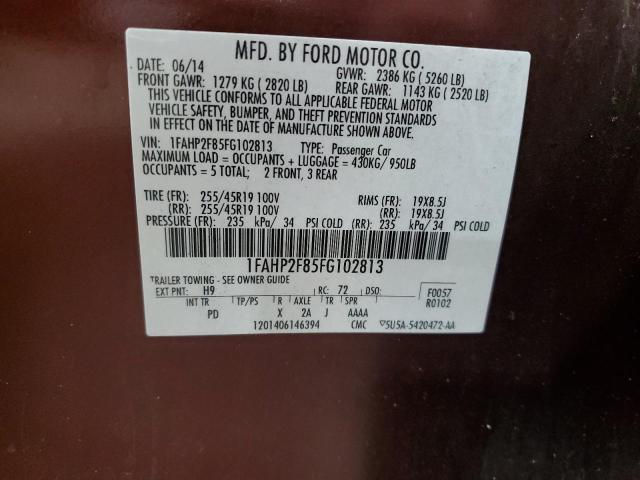 MFD. BY FORD MOTOR CO.
DATE: 06/14 GVWR: 2386 KG ( 5260 LB)
FRONT GAWR: 1279 KG ( 2820 LB) REAR GAWR: 1143 KG ( 2520 LB)
THIS VEHICLE CONFORMS TO ALL APPLICABLE FEDERAL MOTOR
VEHICLE SAFETY, BUMPER, AND THEFT PREVENTION STANDARDS
IN EFFECT ON THE DATE OF MANUFACTURE SHOWN ABOVE.
VIN: 1FAHP2F85FG102813 TYPE: Passenger Car
MAXIMUM LOAD = OCCUPANTS + LUGGAGE = 430KG/ 950LB
OCCUPANTS = 5 TOTAL; 2 FRONT, 3 REAR
TIRE (FR): 255/45R19 100V RIMS (FR): 19X8.5J
(RR): 255/45R19 100V (RR): 19X8.5J
PRESSURE (FR): 235 kPa/ 34 PSI COLD (RR): 235 kPa/ 34 PSI COLD
1FAHP2F85FG102813
TRAILER TOWING - SEE OWNER GUIDE
EXT PNT: H9 RC: 72 DSO: F0057
INT TR TP/PS R AXLE TR SPR R0102
PD X 2A J AAAA
1201406146394 CMC 5U5A-5420472-AA